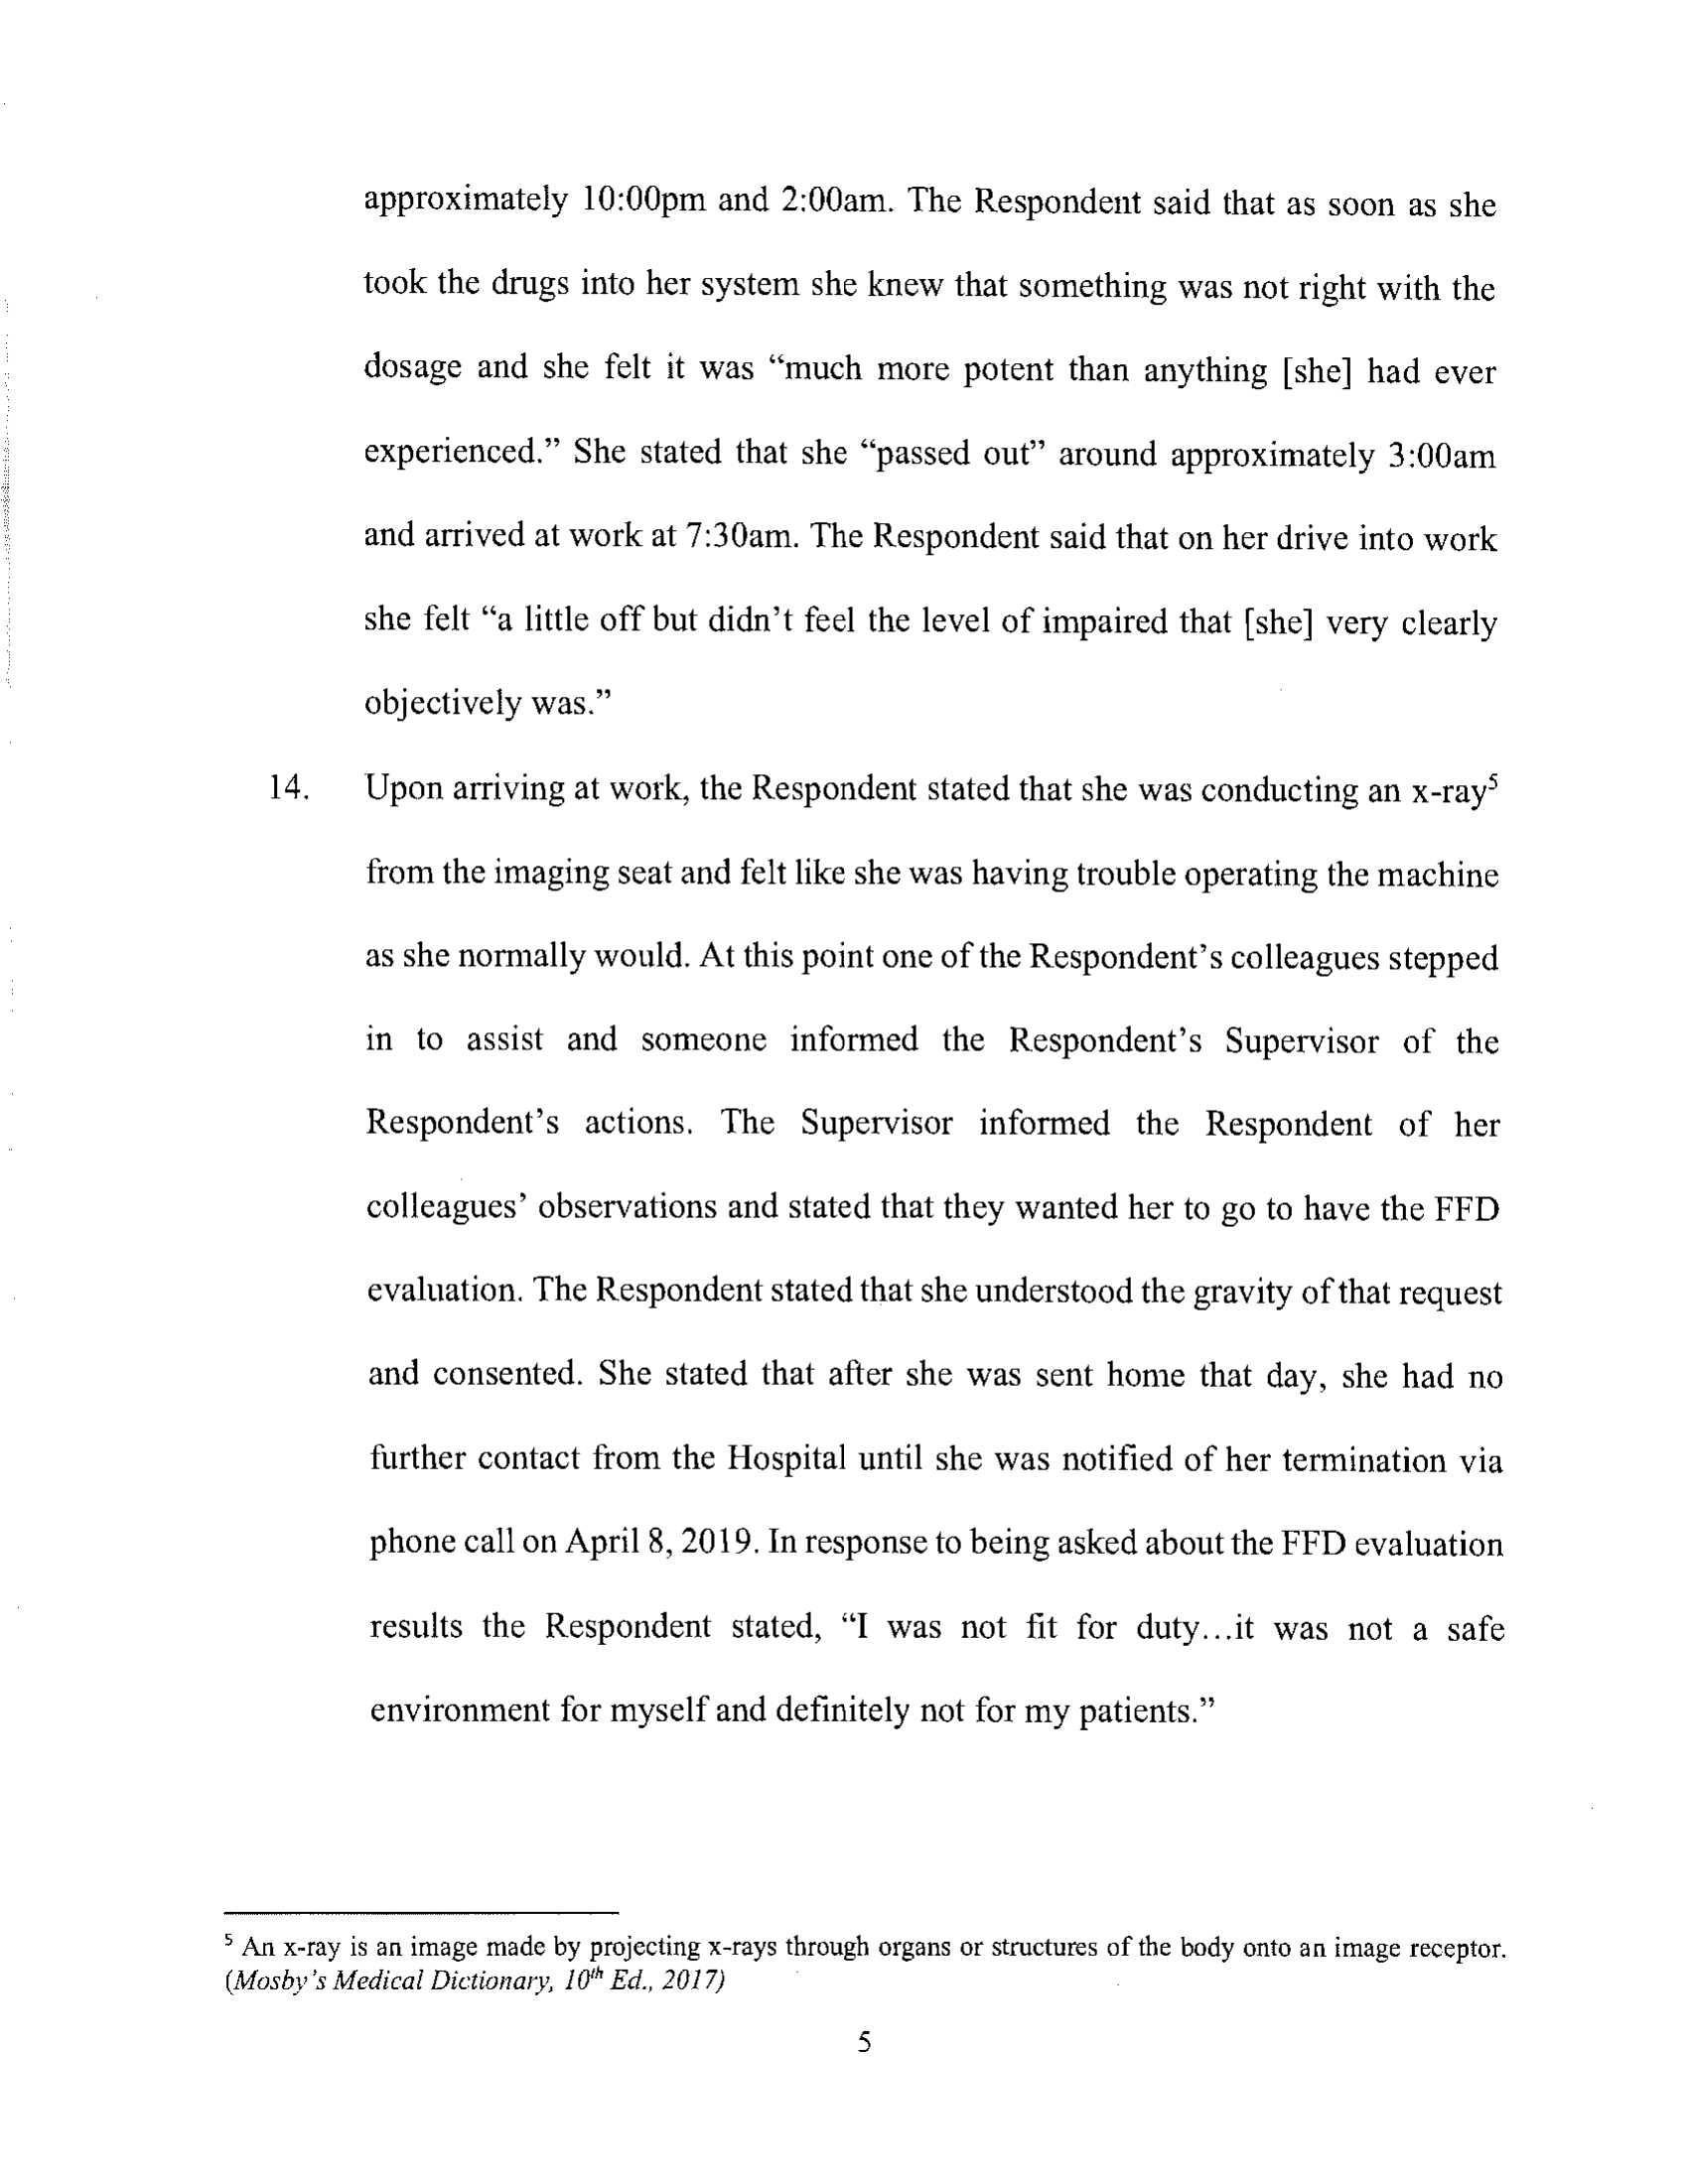 approximately 10:00pm and 2:00am. The Respondent said that as soon as she
took the drugs into her system she knew that something was not right with the
dosage and she felt it was “much more potent than anything [she] had ever
experienced.” She stated that she “passed out” around approximately 3:00am
and arrived at work at 7:30am. The Respondent said that on her drive into work
she felt “a little off but didn’t feel the level of impaired that [she] very clearly
objectively was.”
14. Upon arriving at work, the Respondent stated that she was conducting an x-ray⁵
from the imaging seat and felt like she was having trouble operating the machine
as she normally would. At this point one of the Respondent’s colleagues stepped
in to assist and someone informed the Respondent’s Supervisor of the
Respondent’s actions. The Supervisor informed the Respondent of her
colleagues’ observations and stated that they wanted her to go to have the FFD
evaluation. The Respondent stated that she understood the gravity of that request
and consented. She stated that after she was sent home that day, she had no
further contact from the Hospital until she was notified of her termination via
phone call on April 8, 2019. In response to being asked about the FFD evaluation
results the Respondent stated, “I was not fit for duty...it was not a safe
environment for myself and definitely not for my patients.”
⁵ An x-ray is an image made by projecting x-rays through organs or structures of the body onto an image receptor.
(Mosby’s Medical Dictionary, 10th Ed., 2017)
5